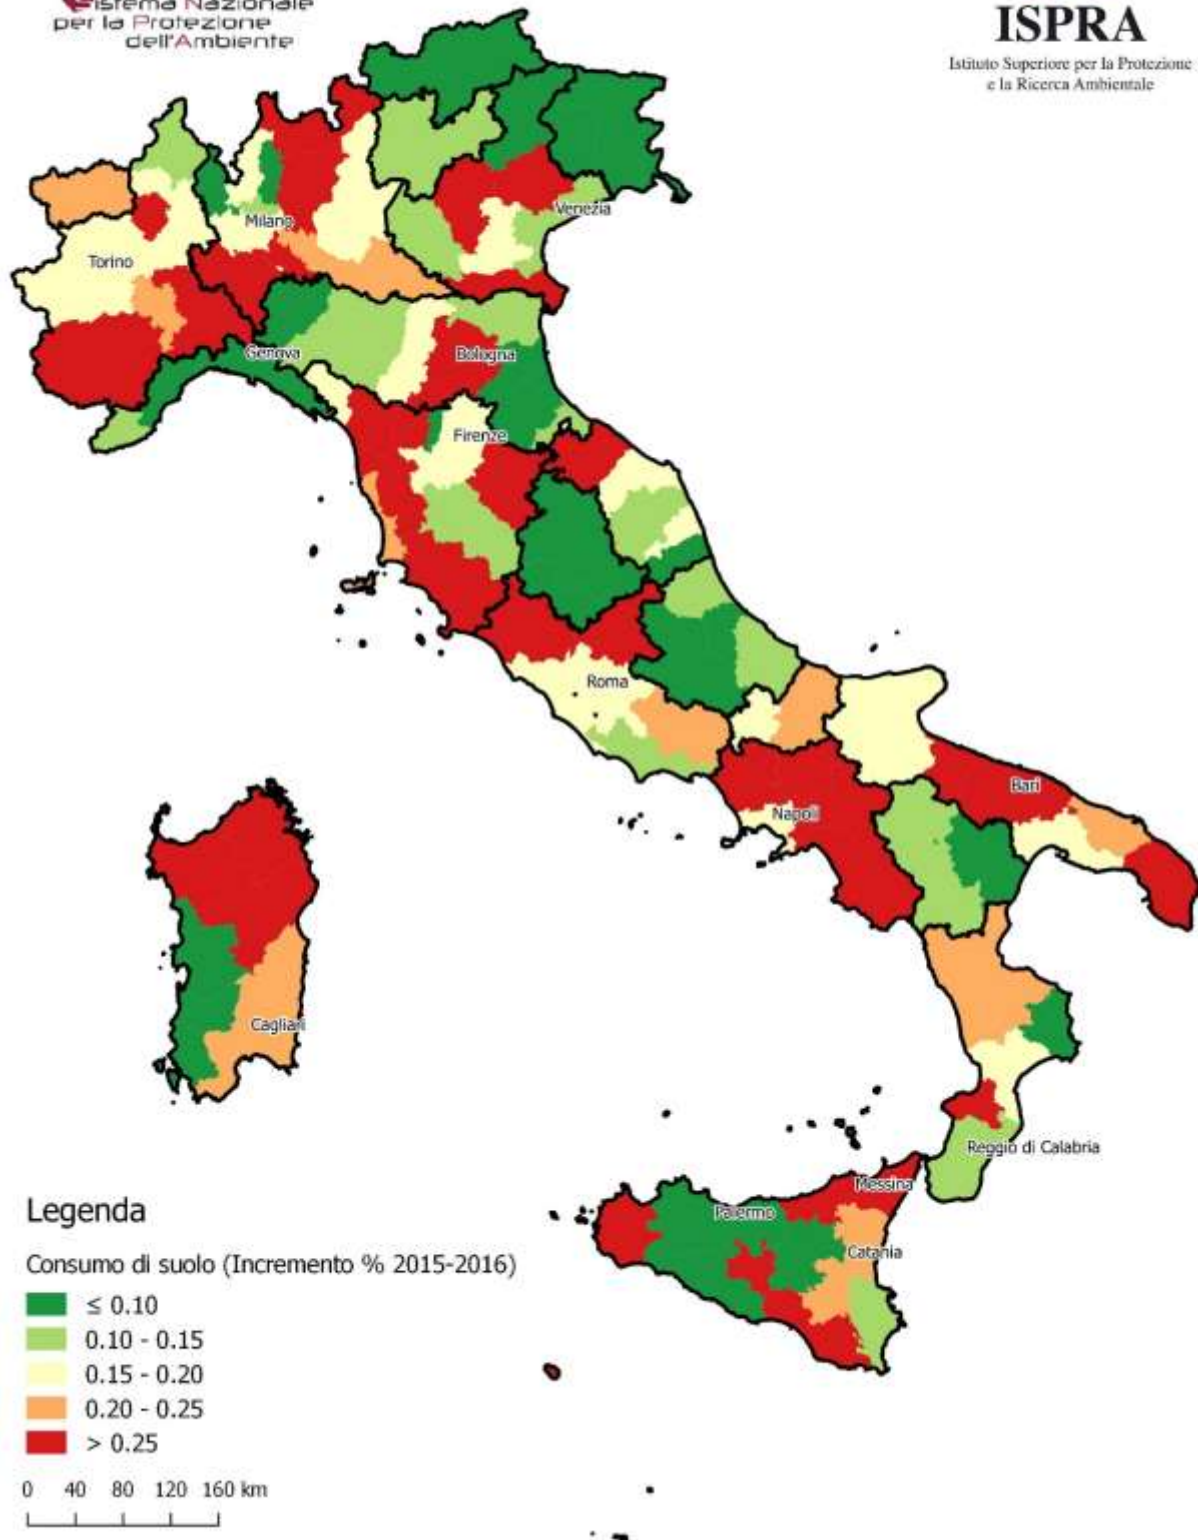 Sistema Nazionale
per la Protezione
dell'Ambiente
ISPRA
Istituto Superiore per la Protezione
e la Ricerca Ambientale
Venezia
Milano
Torino
Genova
Bologna
Firenze
Roma
Bari
Napoli
Cagliari
Reggio di Calabria
Messina
Palermo
Catania
Legenda
Consumo di suolo (Incremento % 2015-2016)
≤ 0.10
0.10 - 0.15
0.15 - 0.20
0.20 - 0.25
> 0.25
0 40 80 120 160 km